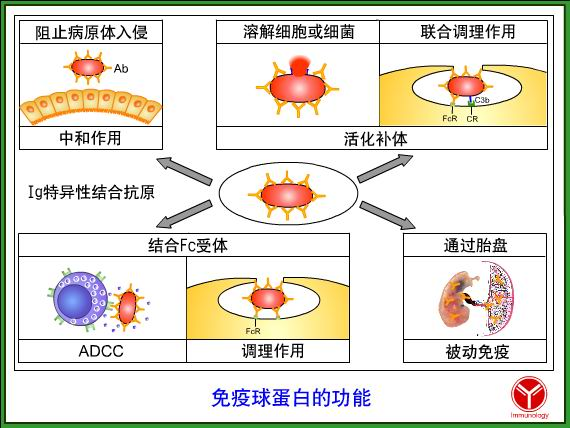 阻止病原体入侵
Ab
中和作用
溶解细胞或细菌
联合调理作用
C3b
FcR
CR
活化补体
Ig特异性结合抗原
结合Fc受体
FcR
ADCC
调理作用
通过胎盘
被动免疫
免疫球蛋白的功能
Immunology